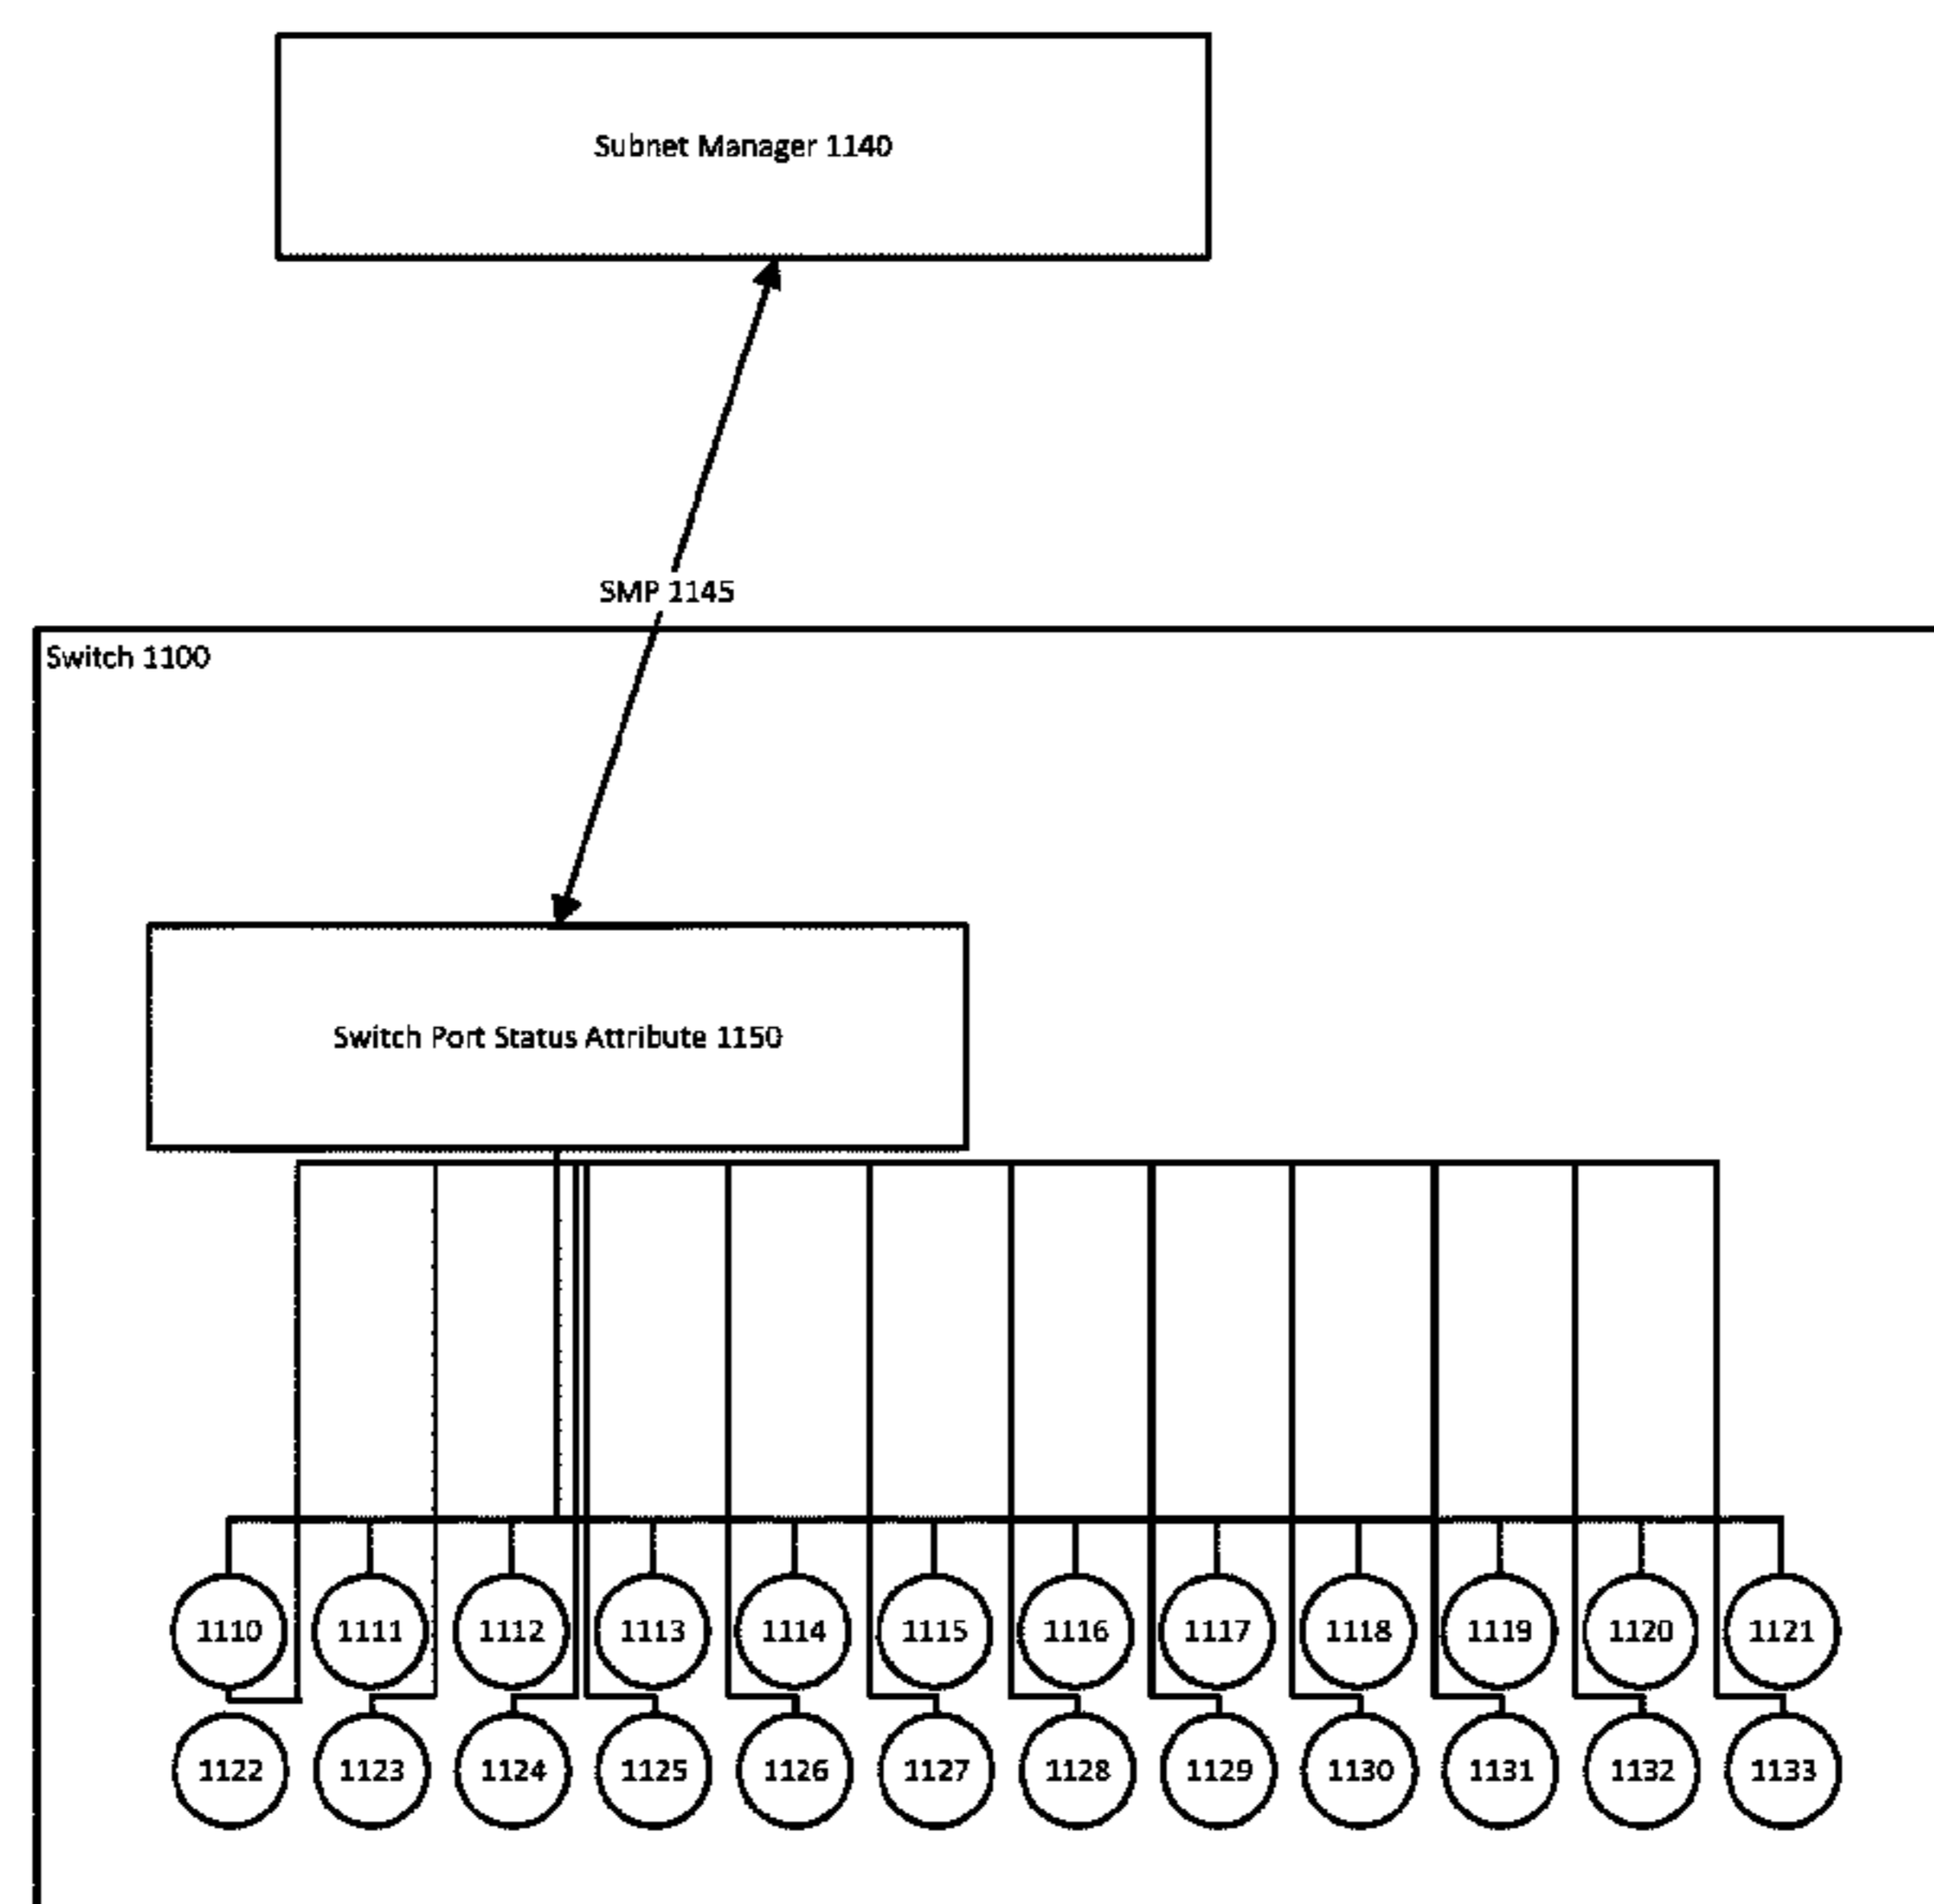 Subnet Manager 1140
SMP 1145
Switch 1100
Switch Port Status Attribute 1150
1110 1111 1112 1113 1114 1115 1116 1117 1118 1119 1120 1121
1122 1123 1124 1125 1126 1127 1128 1129 1130 1131 1132 1133